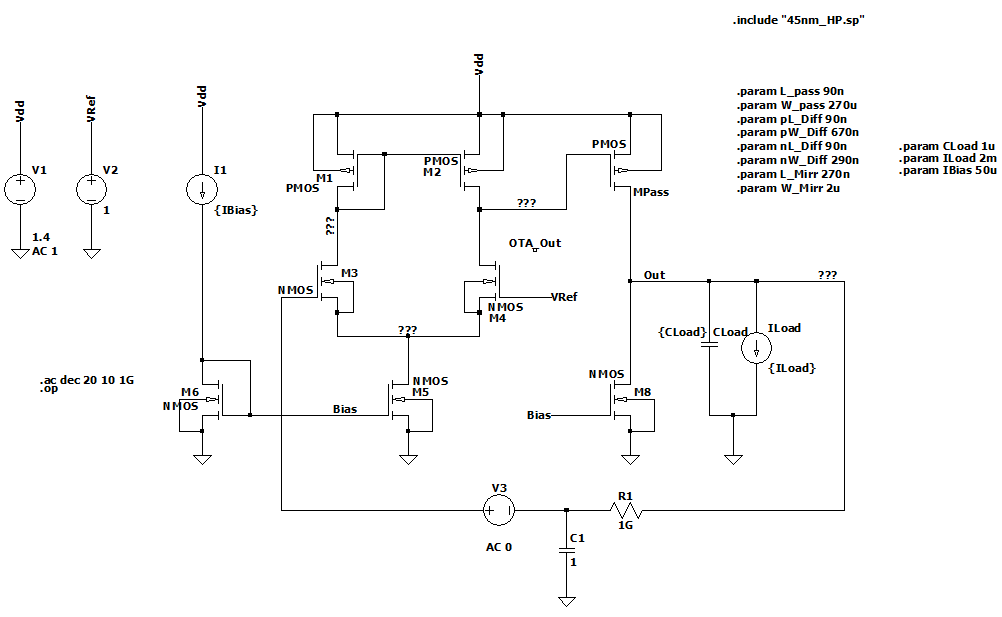 .include "45nm_HP.sp"
Vdd
Vdd
VRef
Vdd
.param L_pass 90n
.param W_pass 270u
.param pL_Diff 90n
.param pW_Diff 670n
.param nL_Diff 90n
.param nW_Diff 290n
.param L_Mirr 270n
.param W_Mirr 2u
.param CLoad 1u
.param ILoad 2m
.param IBias 50u
V1
1.4
AC 1
V2
1
I1
{IBias}
M1
PMOS
PMOS
M2
PMOS
MPass
???
???
OTA_Out
M3
NMOS
VRef
NMOS
M4
???
Out
???
{CLoad}
CLoad
ILoad
{ILoad}
.ac dec 20 10 1G
.op
M6
NMOS
Bias
NMOS
M5
NMOS
M8
Bias
V3
AC 0
R1
1G
C1
1